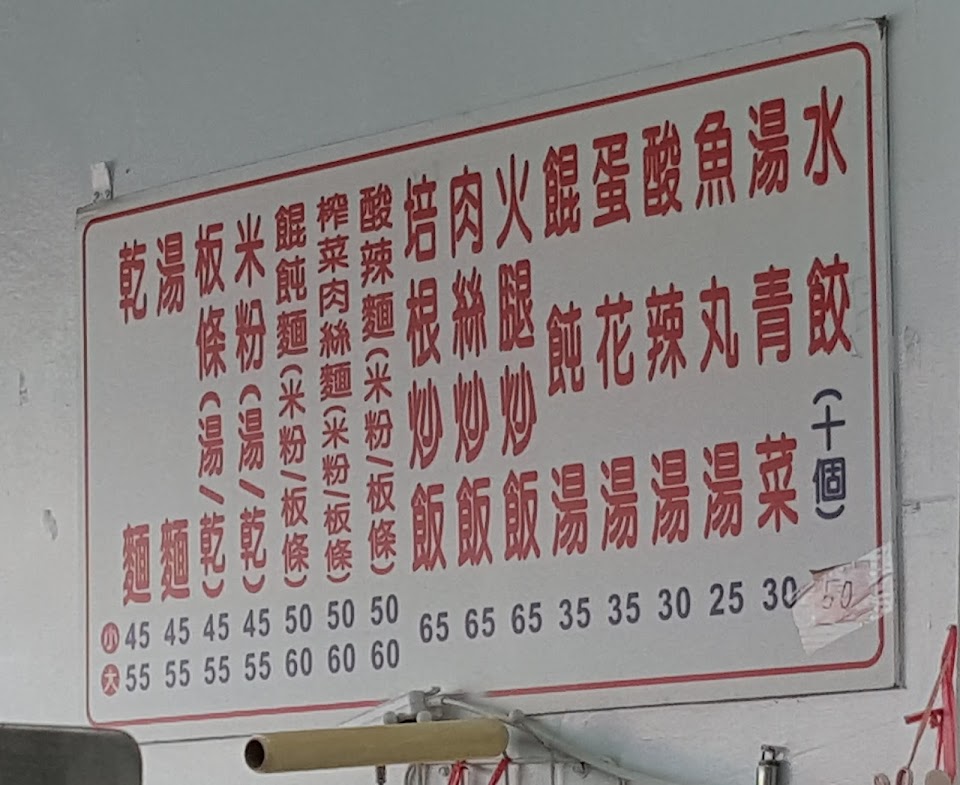 小 大
乾麵 45 55
湯麵 45 55
板條(湯/乾) 45 55
米粉(湯/乾) 45 55
餛飩麵(米粉/板條) 50 60
榨菜肉絲麵(米粉/板條) 50 60
酸辣麵(米粉/板條) 50 60
培根炒飯 65
肉絲炒飯 65
火腿炒飯 65
餛飩湯 35
蛋花湯 35
酸辣湯 30
魚丸湯 25
湯青菜 30
水餃(十個) 50